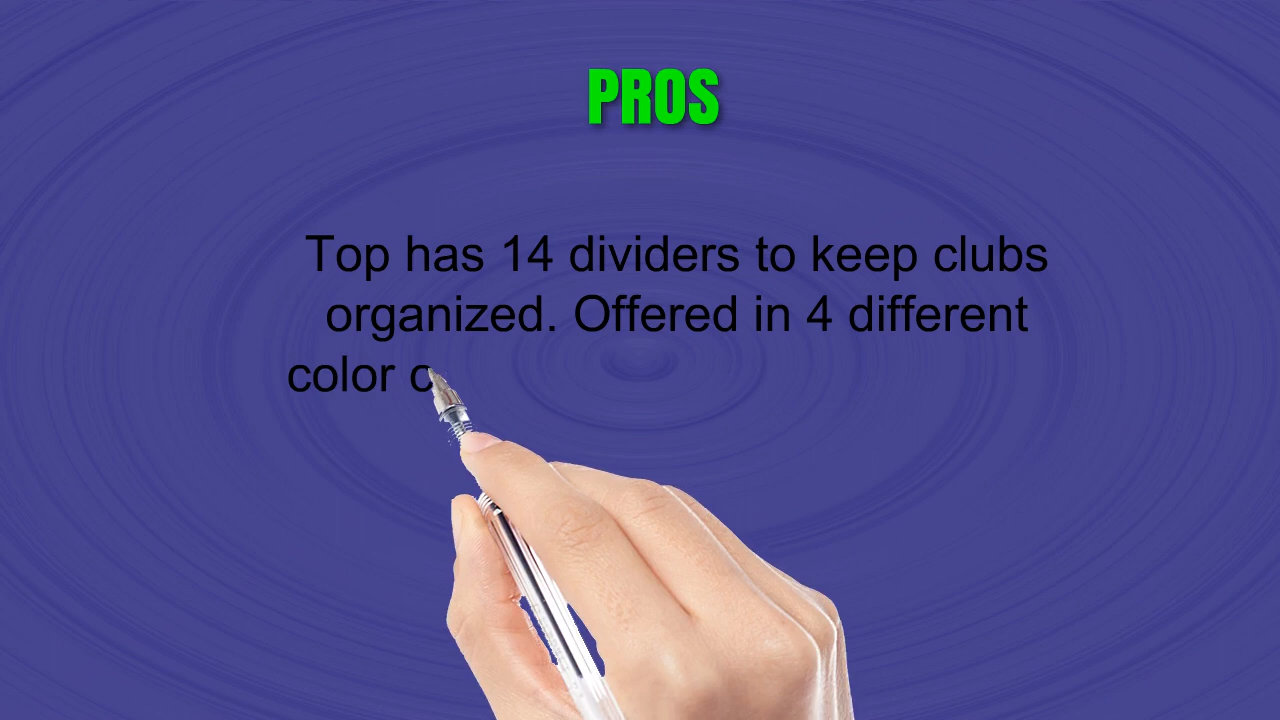 PROS
Top has 14 dividers to keep clubs
organized. Offered in 4 different
color c